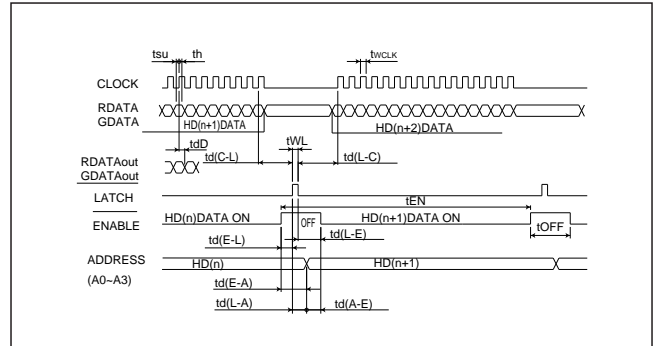 tsu th tWCLK
CLOCK
RDATA
GDATA
HD(n+1)DATA HD(n+2)DATA
tdD tWL
RDATAout
GDATAout
td(C-L) td(L-C)
LATCH
tEN
ENABLE HD(n)DATA ON OFF HD(n+1)DATA ON tOFF
td(E-L) td(L-E)
ADDRESS
(A0~A3)
HD(n) HD(n+1)
td(E-A)
td(L-A) td(A-E)